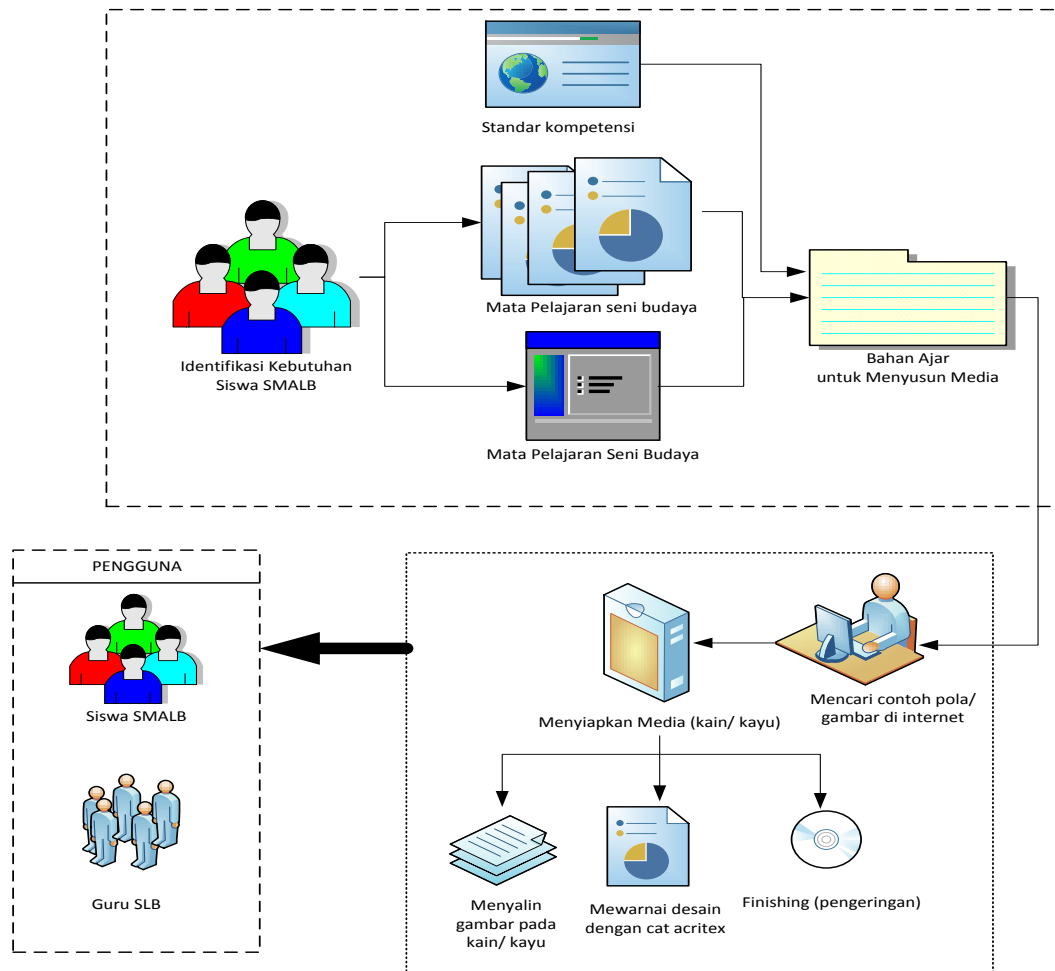 Standar kompetensi
Mata Pelajaran seni budaya
Identifikasi Kebutuhan
Siswa SMALB
Bahan Ajar
untuk Menyusun Media
Mata Pelajaran Seni Budaya
PENGGUNA
Siswa SMALB
Guru SLB
Mencari contoh pola/
gambar di internet
Menyiapkan Media (kain/ kayu)
Menyalin
gambar pada
kain/ kayu
Mewarnai desain
dengan cat acritex
Finishing (pengeringan)